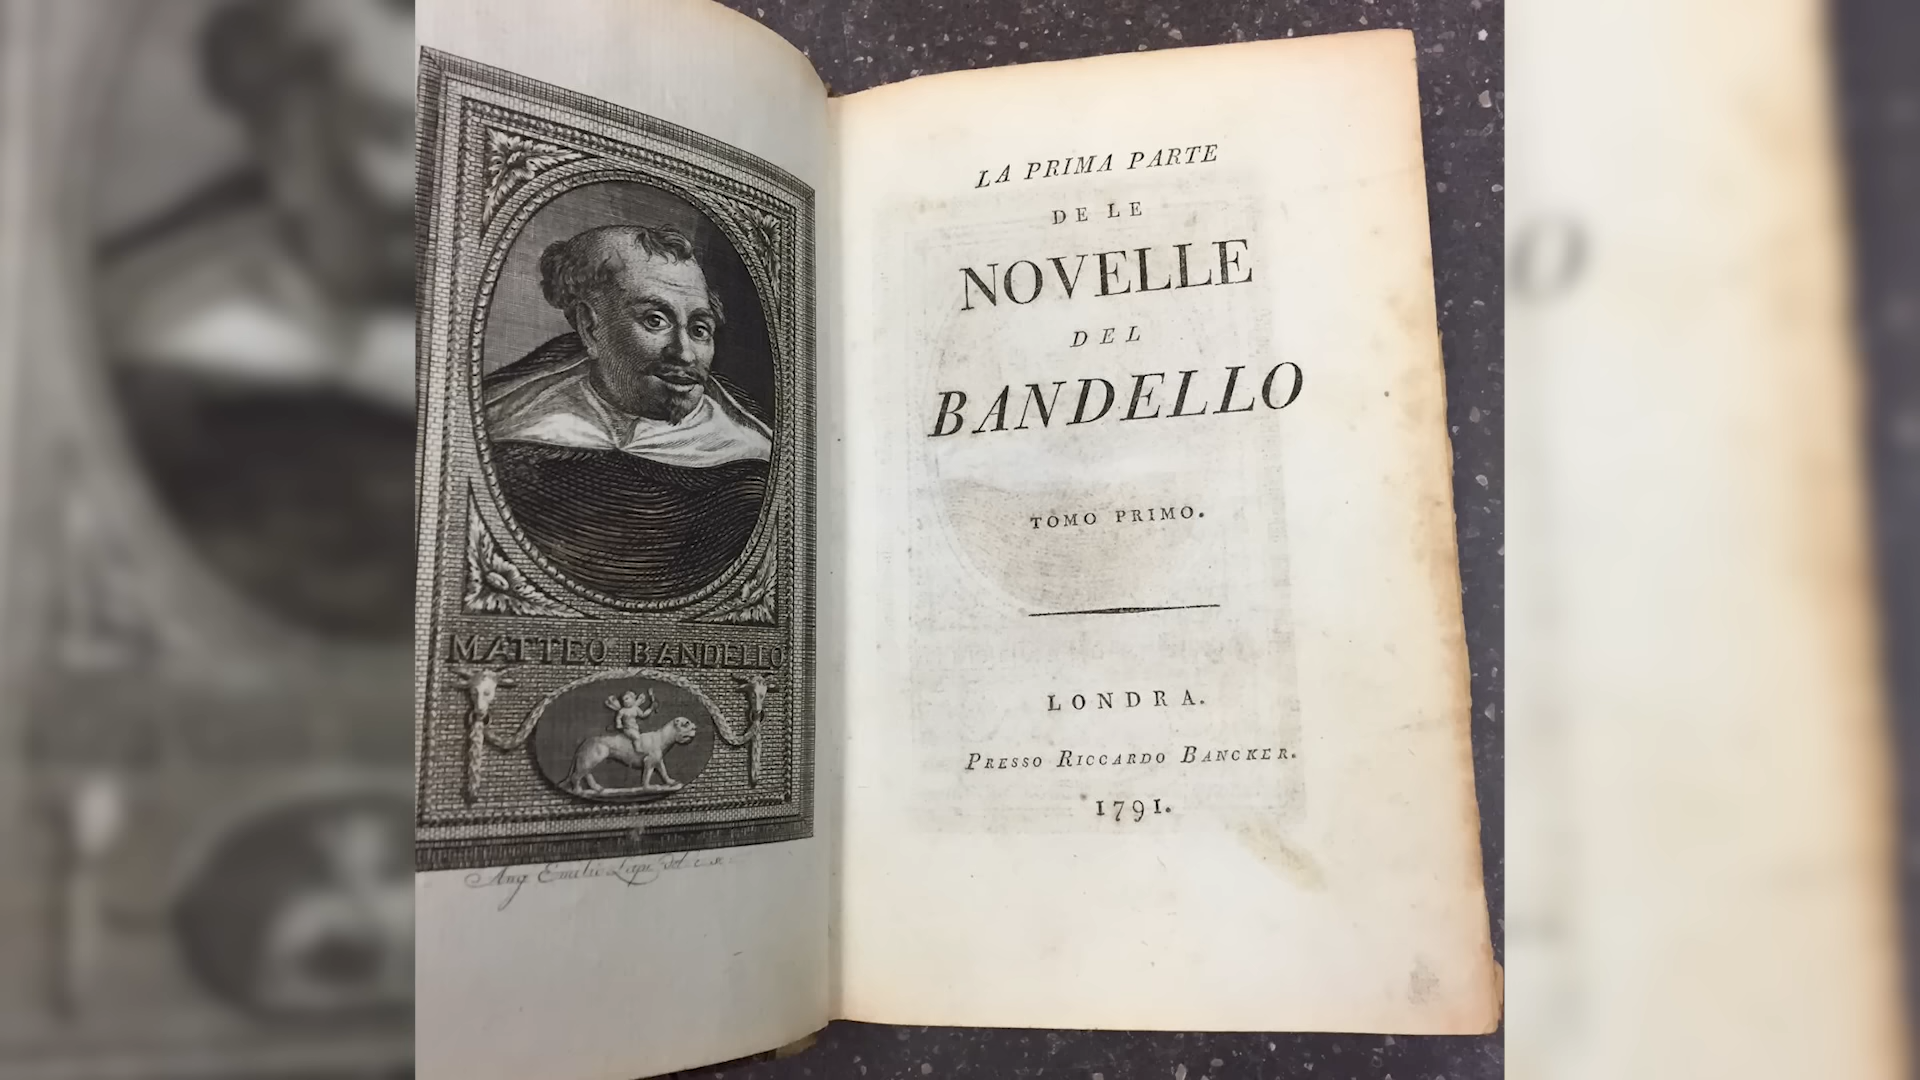 MATTEO BANDELLO
LA PRIMA PARTE
DE LE
NOVELLE
DEL
BANDELLO
TOMO PRIMO.
LONDRA.
PRESSO RICCARDO BANCKER.
1791.